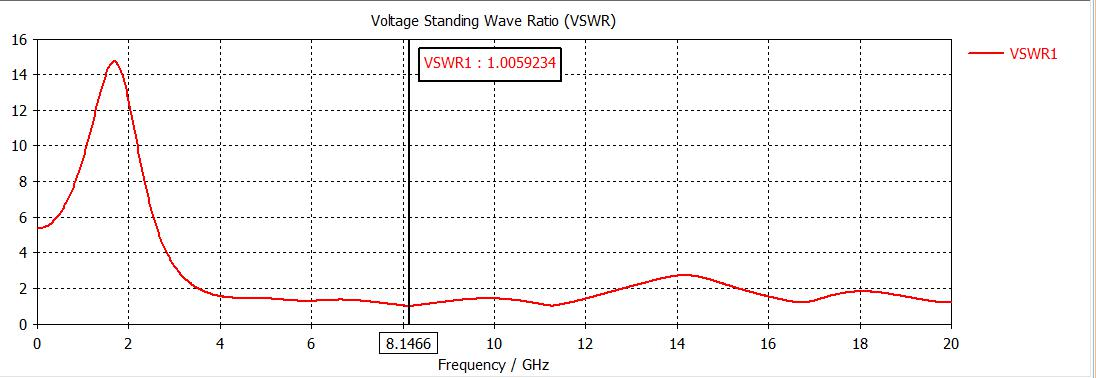 Voltage Standing Wave Ratio (VSWR)
16
14
12
10
8
6
4
2
0
VSWR1 : 1.0059234
VSWR1
0 2 4 6 8.1466 10 12 14 16 18 20
Frequency / GHz